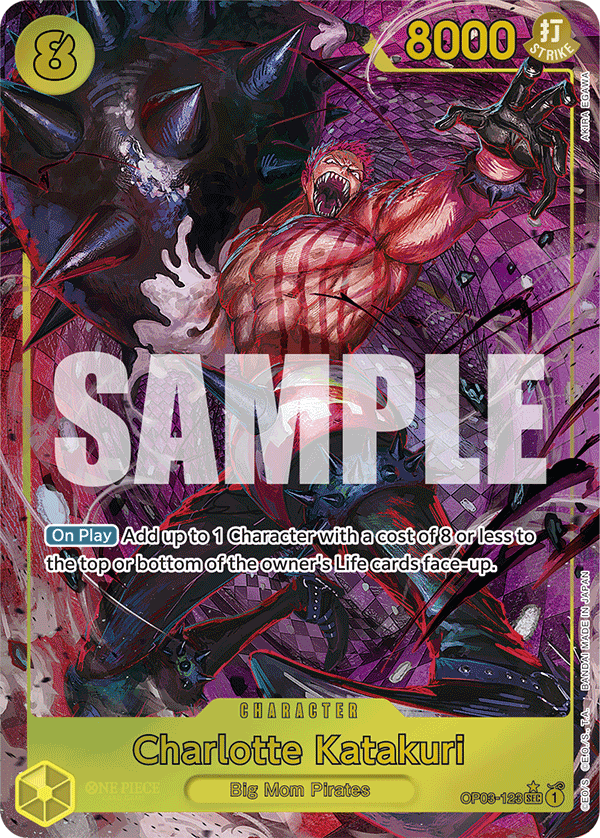 8
8000
打
STRIKE
AKIRA EGAWA
SAMPLE
On Play Add up to 1 Character with a cost of 8 or less to
the top or bottom of the owner's Life cards face-up.
©EO/S ©E.O./S., T.A. BANDAI MADE IN JAPAN
CHARACTER
Charlotte Katakuri
ONE PIECE
Big Mom Pirates
OP03-123 SEC 1